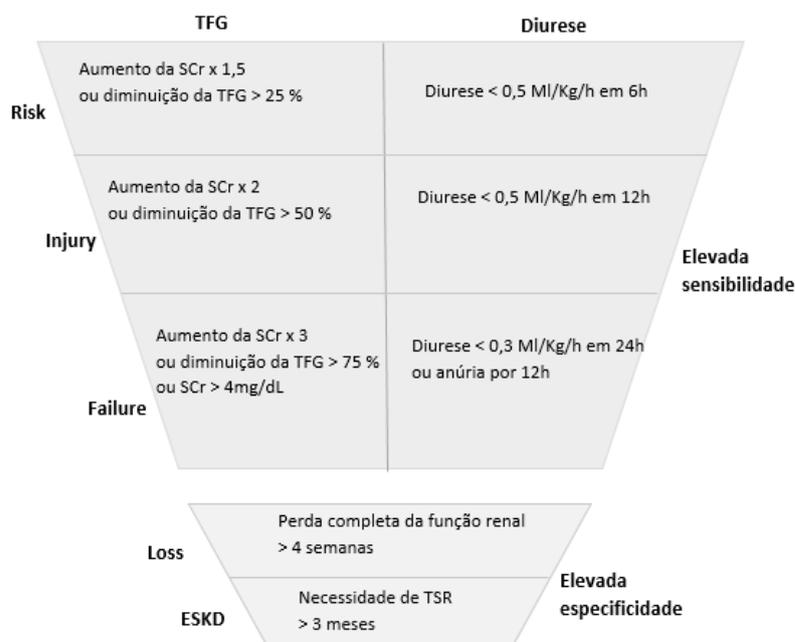 TFG
Diurese
Aumento da SCr x 1,5
ou diminuição da TFG > 25 %
Diurese < 0,5 Ml/Kg/h em 6h
Risk
Aumento da SCr x 2
ou diminuição da TFG > 50 %
Diurese < 0,5 Ml/Kg/h em 12h
Injury
Elevada
sensibilidade
Aumento da SCr x 3
ou diminuição da TFG > 75 %
ou SCr > 4mg/dL
Diurese < 0,3 Ml/Kg/h em 24h
ou anúria por 12h
Failure
Perda completa da função renal
> 4 semanas
Loss
Elevada
especificidade
Necessidade de TSR
> 3 meses
ESKD